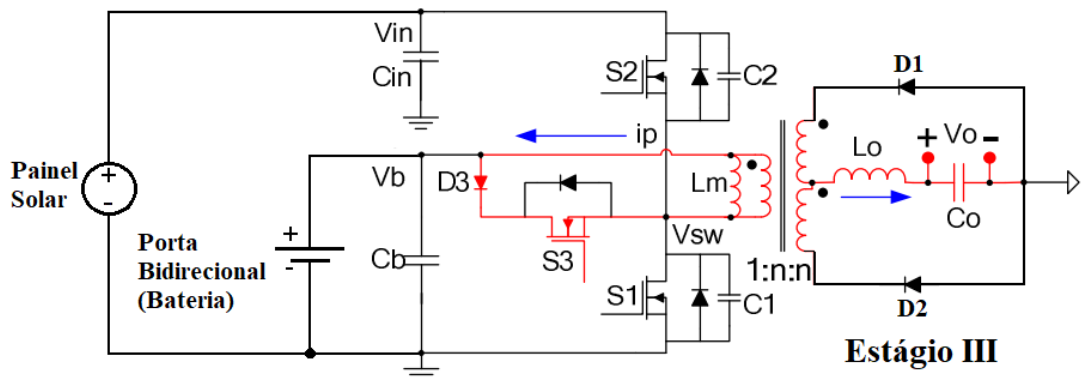 Vin
Cin
S2
C2
D1
ip
Vb
D3
Lm
Lo
+
Vo
-
Painel
Solar
+
-
Co
Vsw
S3
Porta
Bidirecional
(Bateria)
+
-
Cb
1:n:n
S1
C1
D2
Estágio III